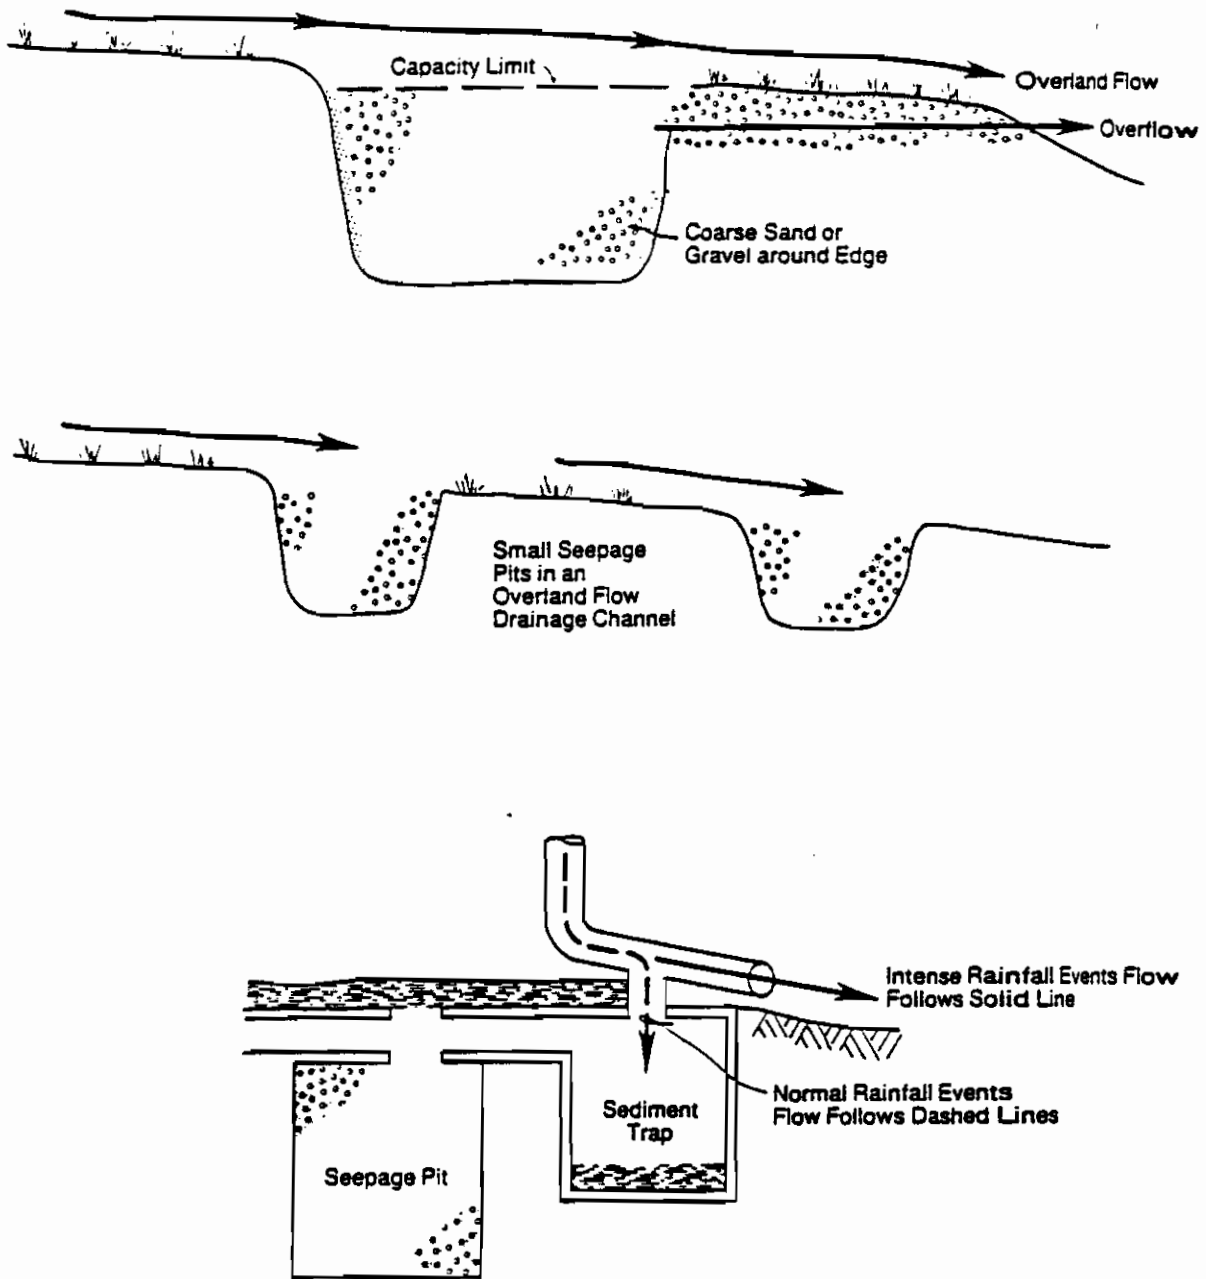 Capacity Limit
Overland Flow
Overflow
Coarse Sand or
Gravel around Edge
Small Seepage
Pits in an
Overland Flow
Drainage Channel
Intense Rainfall Events Flow
Follows Solid Line
Normal Rainfall Events
Flow Follows Dashed Lines
Sediment
Trap
Seepage Pit